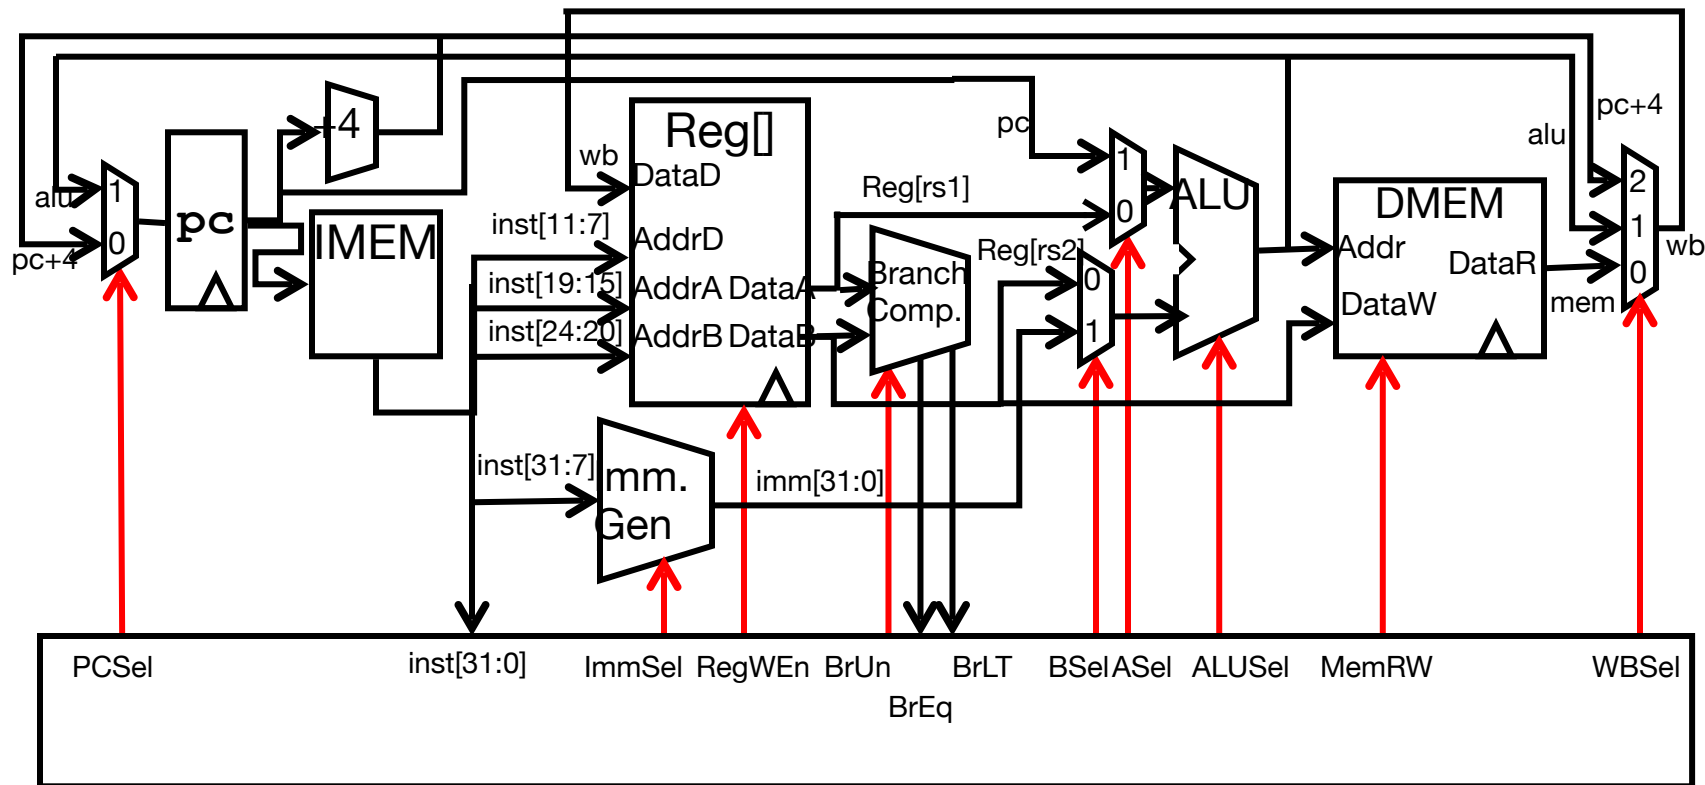 pc+4
alu
+4
Reg[]
pc
wb
DataD
1
2
alu
1
pc
Reg[rs1]
1
0
ALU
DMEM
1
pc+4
0
IMEM
inst[11:7]
AddrD
Reg[rs2]
Addr
DataR
wb
0
mem
inst[19:15]
AddrA
DataA
Branch
Comp.
0
1
DataW
inst[24:20]
AddrB
DataB
inst[31:7]
mm.
Gen
imm[31:0]
PCSel
inst[31:0]
ImmSel
RegWEn
BrUn
BrLT
BSel
ASel
ALUSel
MemRW
WBSel
BrEq